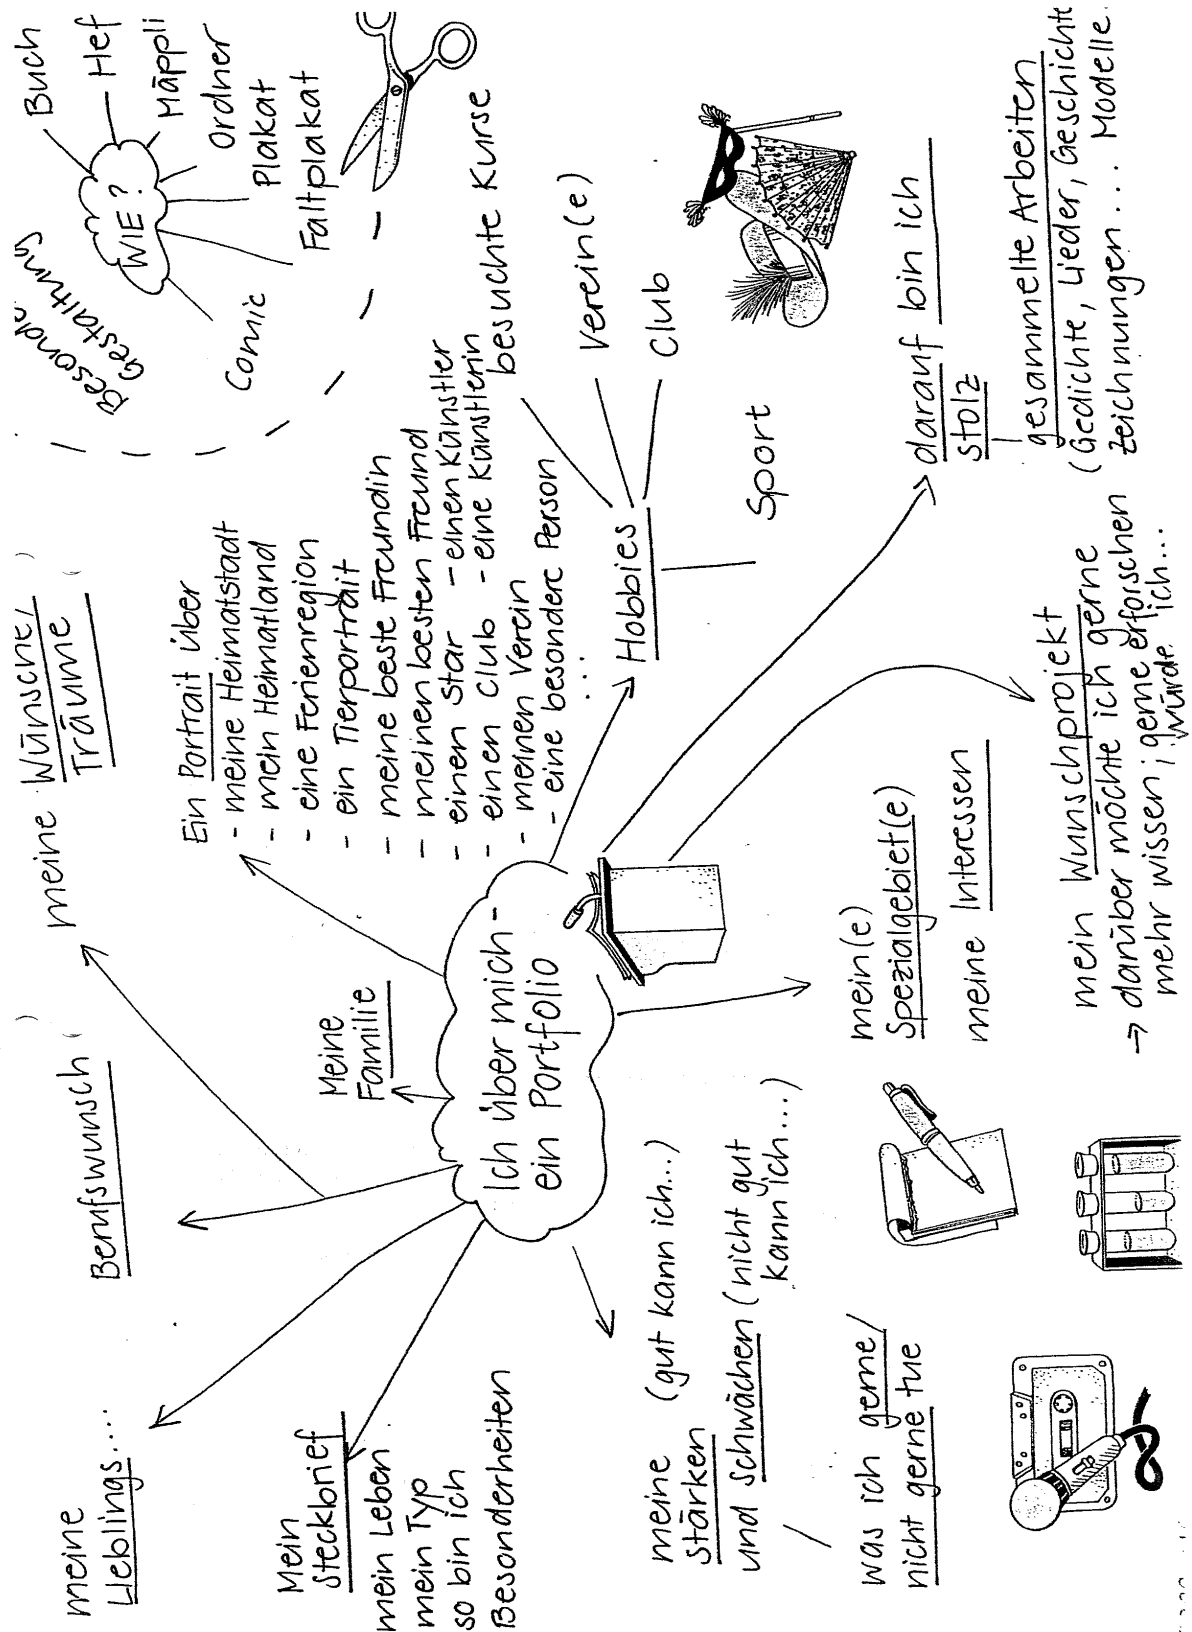 meine
Lieblings....
Berufswunsch
meine Wünsche/
Träume
Besonde
Gestaltung
WIE?
Buch
Hef
Mäppli
Ordner
Plakat
Faltplakat
Comic
Mein
Steckbrief
mein Leben
mein Typ
so bin ich
Besonderheiten
Meine
Familie
Ein Portrait über
- meine Heimatstadt
- mein Heimatland
- eine Ferienregion
- ein Tierportrait
- meine beste Freundin
- meinen besten Freund
- einen Star - einen Künstler
- einen Club - eine Künstlerin
- meinen Verein
- eine besondere Person
....
Ich über mich -
ein Portfolio
Hobbies
besuchte Kurse
Verein(e)
Club
Sport
meine (gut kann ich...)
Stärken
und Schwächen (nicht gut
kann ich....)
was ich gerne/
nicht gerne tue
mein(e)
Spezialgebiet(e)
meine Interessen
darauf bin ich
stolz
gesammelte Arbeiten
(Gedichte, Lieder, Geschichte
Zeichnungen.... Modelle.
mein Wunschprojekt
→ darüber möchte ich gerne
mehr wissen; gerne erforschen
würde ich...